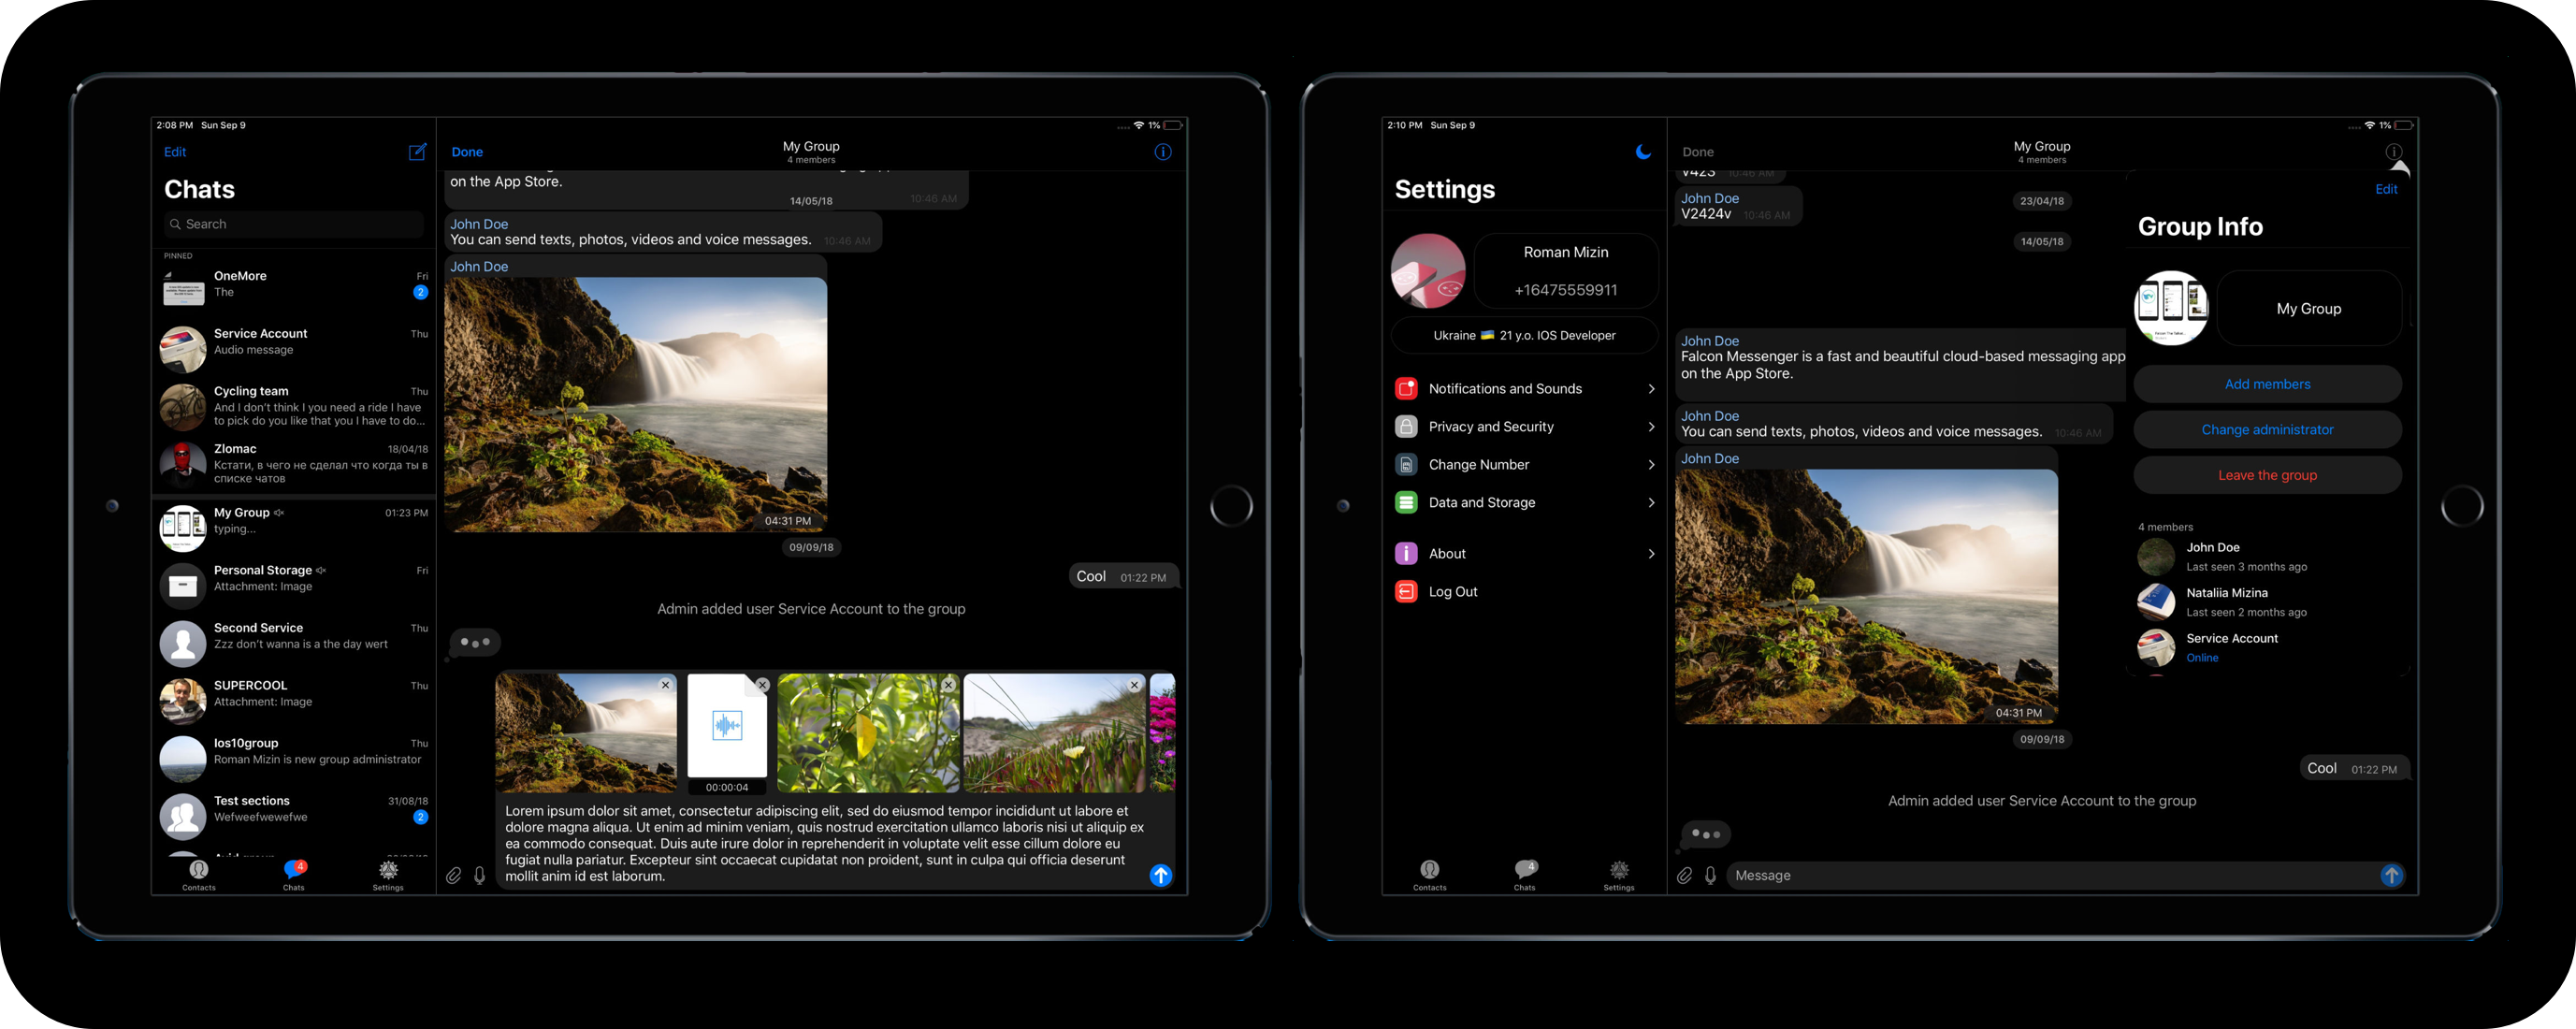 2:08 PM Sun Sep 9
1%
Edit
Chats
Search
PINNED
OneMore Fri
The 2
Service Account Thu
Audio message
Cycling team Thu
And I don't think I you need a ride I have
to pick do you like that you I have to do...
Zlomac 18/04/18
Кстати, в чего не сделал что когда ты в
списке чатов
My Group 01:23 PM
typing...
Personal Storage Fri
Attachment: Image
Second Service Thu
Zzz don't wanna is a the day wert
SUPERCOOL Thu
Attachment: Image
Ios10group Thu
Roman Mizin is new group administrator
Test sections 31/08/18
Wefweefwewefwe 2
Contacts
4
Chats
Settings
Done
My Group
4 members
on the App Store.
10:46 AM
14/05/18
John Doe
You can send texts, photos, videos and voice messages. 10:46 AM
John Doe
04:31 PM
09/09/18
Cool 01:22 PM
Admin added user Service Account to the group
00:00:04
Lorem ipsum dolor sit amet, consectetur adipiscing elit, sed do eiusmod tempor incididunt ut labore et
dolore magna aliqua. Ut enim ad minim veniam, quis nostrud exercitation ullamco laboris nisi ut aliquip ex
ea commodo consequat. Duis aute irure dolor in reprehenderit in voluptate velit esse cillum dolore eu
fugiat nulla pariatur. Excepteur sint occaecat cupidatat non proident, sunt in culpa qui officia deserunt
mollit anim id est laborum.
2:10 PM Sun Sep 9
1%
Settings
Roman Mizin
+16475559911
Ukraine 🇺🇦 21 y.o. IOS Developer
Notifications and Sounds
Privacy and Security
Change Number
Data and Storage
About
Log Out
Contacts
4
Chats
Settings
Done
My Group
4 members
V423 10:46 AM
John Doe
V2424v 10:46 AM
23/04/18
14/05/18
John Doe
Falcon Messenger is a fast and beautiful cloud-based messaging app
on the App Store.
John Doe
You can send texts, photos, videos and voice messages. 10:46 AM
John Doe
04:31 PM
09/09/18
Cool 01:22 PM
Admin added user Service Account to the group
Message
Edit
Group Info
My Group
Add members
Change administrator
Leave the group
4 members
John Doe
Last seen 3 months ago
Nataliia Mizina
Last seen 2 months ago
Service Account
Online